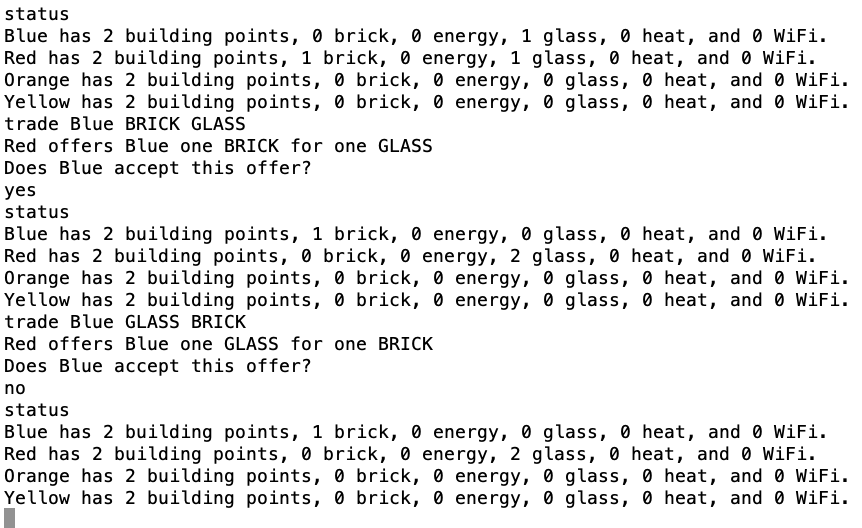 status
Blue has 2 building points, 0 brick, 0 energy, 1 glass, 0 heat, and 0 WiFi.
Red has 2 building points, 1 brick, 0 energy, 1 glass, 0 heat, and 0 WiFi.
Orange has 2 building points, 0 brick, 0 energy, 0 glass, 0 heat, and 0 WiFi.
Yellow has 2 building points, 0 brick, 0 energy, 0 glass, 0 heat, and 0 WiFi.
trade Blue BRICK GLASS
Red offers Blue one BRICK for one GLASS
Does Blue accept this offer?
yes
status
Blue has 2 building points, 1 brick, 0 energy, 0 glass, 0 heat, and 0 WiFi.
Red has 2 building points, 0 brick, 0 energy, 2 glass, 0 heat, and 0 WiFi.
Orange has 2 building points, 0 brick, 0 energy, 0 glass, 0 heat, and 0 WiFi.
Yellow has 2 building points, 0 brick, 0 energy, 0 glass, 0 heat, and 0 WiFi.
trade Blue GLASS BRICK
Red offers Blue one GLASS for one BRICK
Does Blue accept this offer?
no
status
Blue has 2 building points, 1 brick, 0 energy, 0 glass, 0 heat, and 0 WiFi.
Red has 2 building points, 0 brick, 0 energy, 2 glass, 0 heat, and 0 WiFi.
Orange has 2 building points, 0 brick, 0 energy, 0 glass, 0 heat, and 0 WiFi.
Yellow has 2 building points, 0 brick, 0 energy, 0 glass, 0 heat, and 0 WiFi.